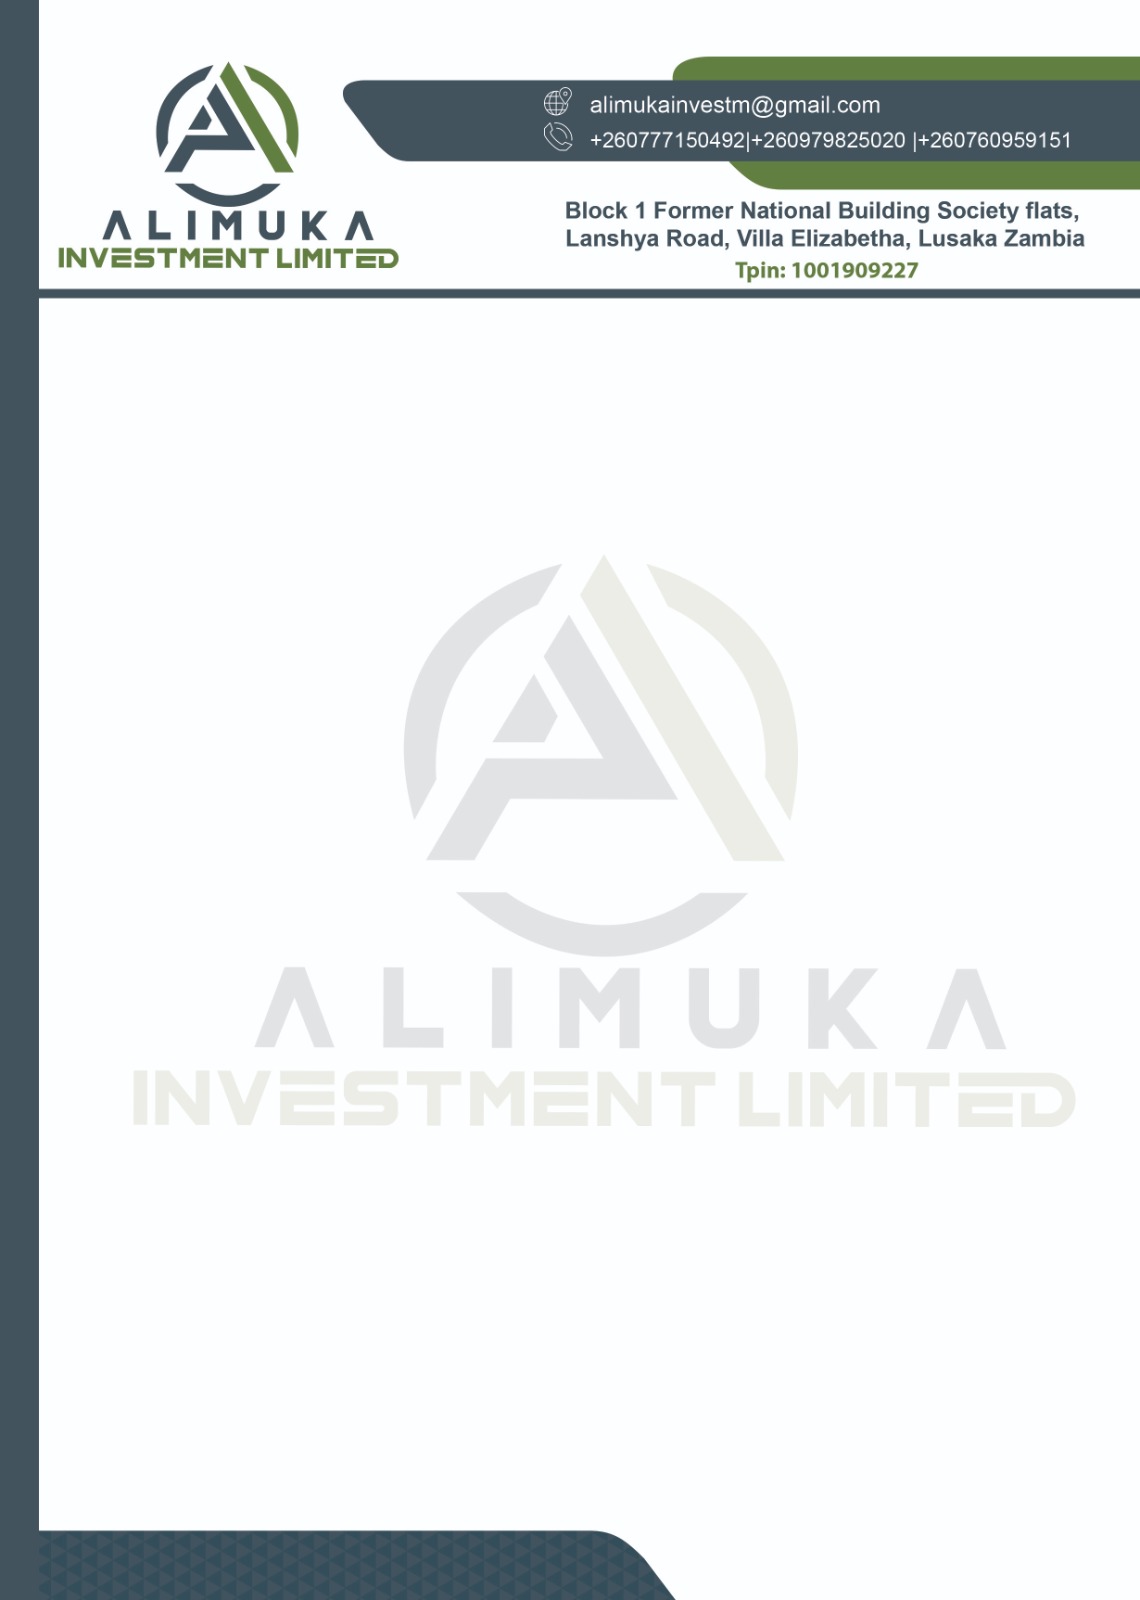 alimukainvestm@gmail.com
+260777150492|+260979825020 |+260760959151
ALIMUKA
INVESTMENT LIMITED
Block 1 Former National Building Society flats,
Lanshya Road, Villa Elizabetha, Lusaka Zambia
Tpin: 1001909227
ALIMUKA
INVESTMENT LIMITED